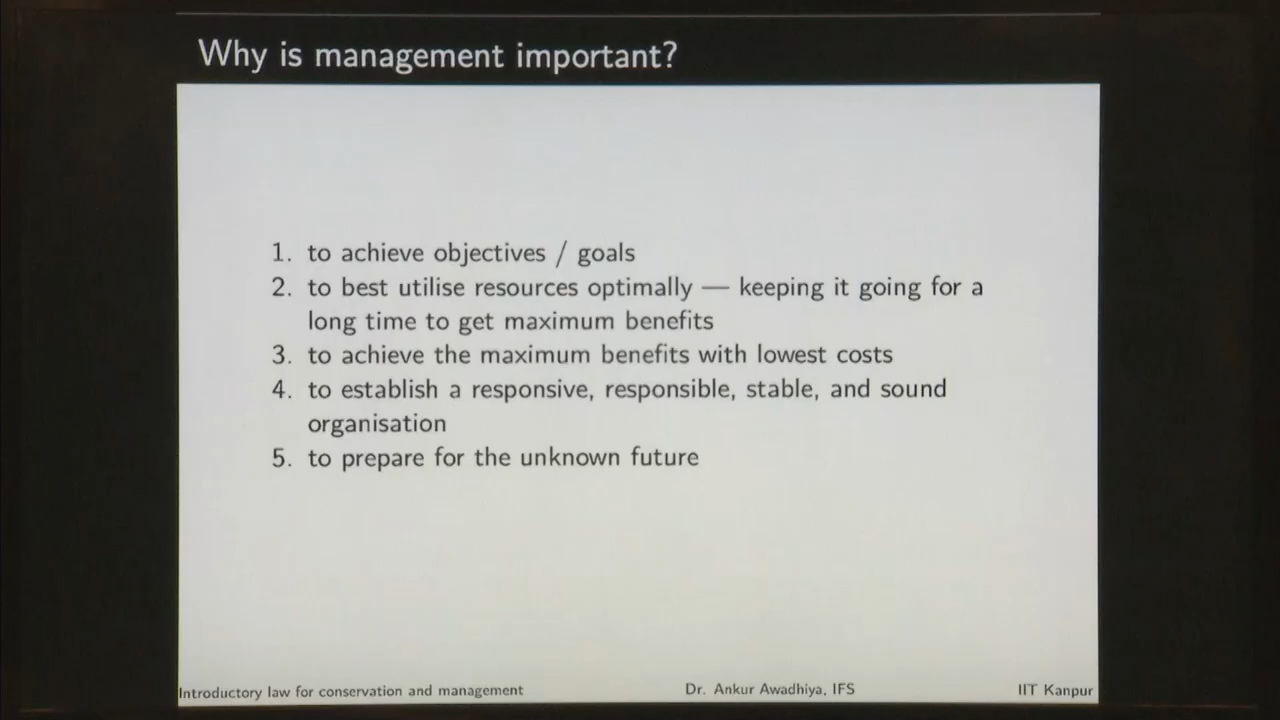 Why is management important?
1. to achieve objectives / goals
2. to best utilise resources optimally — keeping it going for a
long time to get maximum benefits
3. to achieve the maximum benefits with lowest costs
4. to establish a responsive, responsible, stable, and sound
organisation
5. to prepare for the unknown future
Introductory law for conservation and management Dr. Ankur Awadhiya, IFS IIT Kanpur